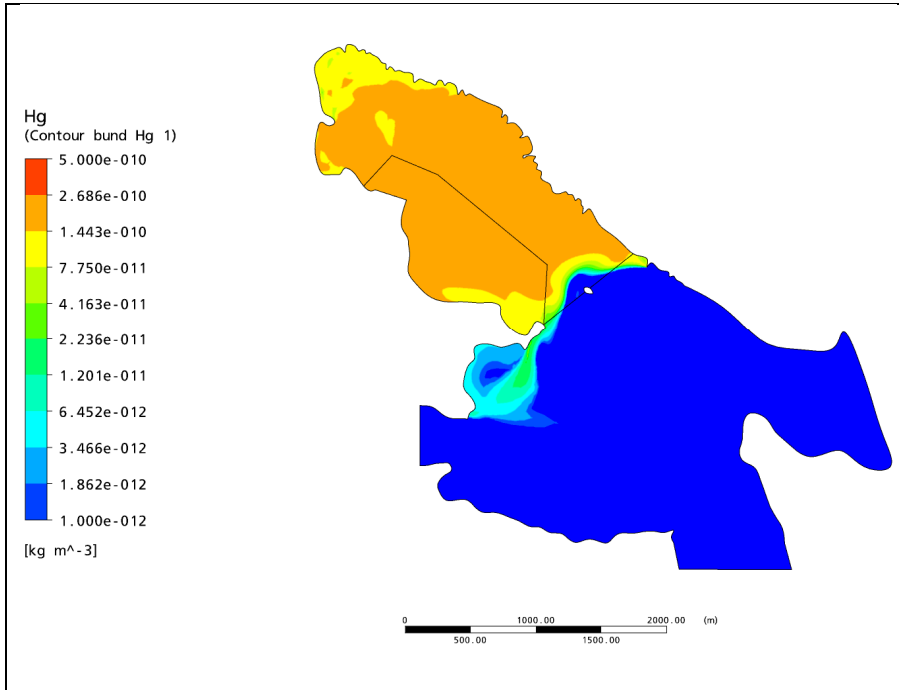 Hg
(Contour bund Hg 1)
5.000e-010
2.686e-010
1.443e-010
7.750e-011
4.163e-011
2.236e-011
1.201e-011
6.452e-012
3.466e-012
1.862e-012
1.000e-012
[kg m^-3]
0 1000.00 2000.00 (m)
500.00 1500.00